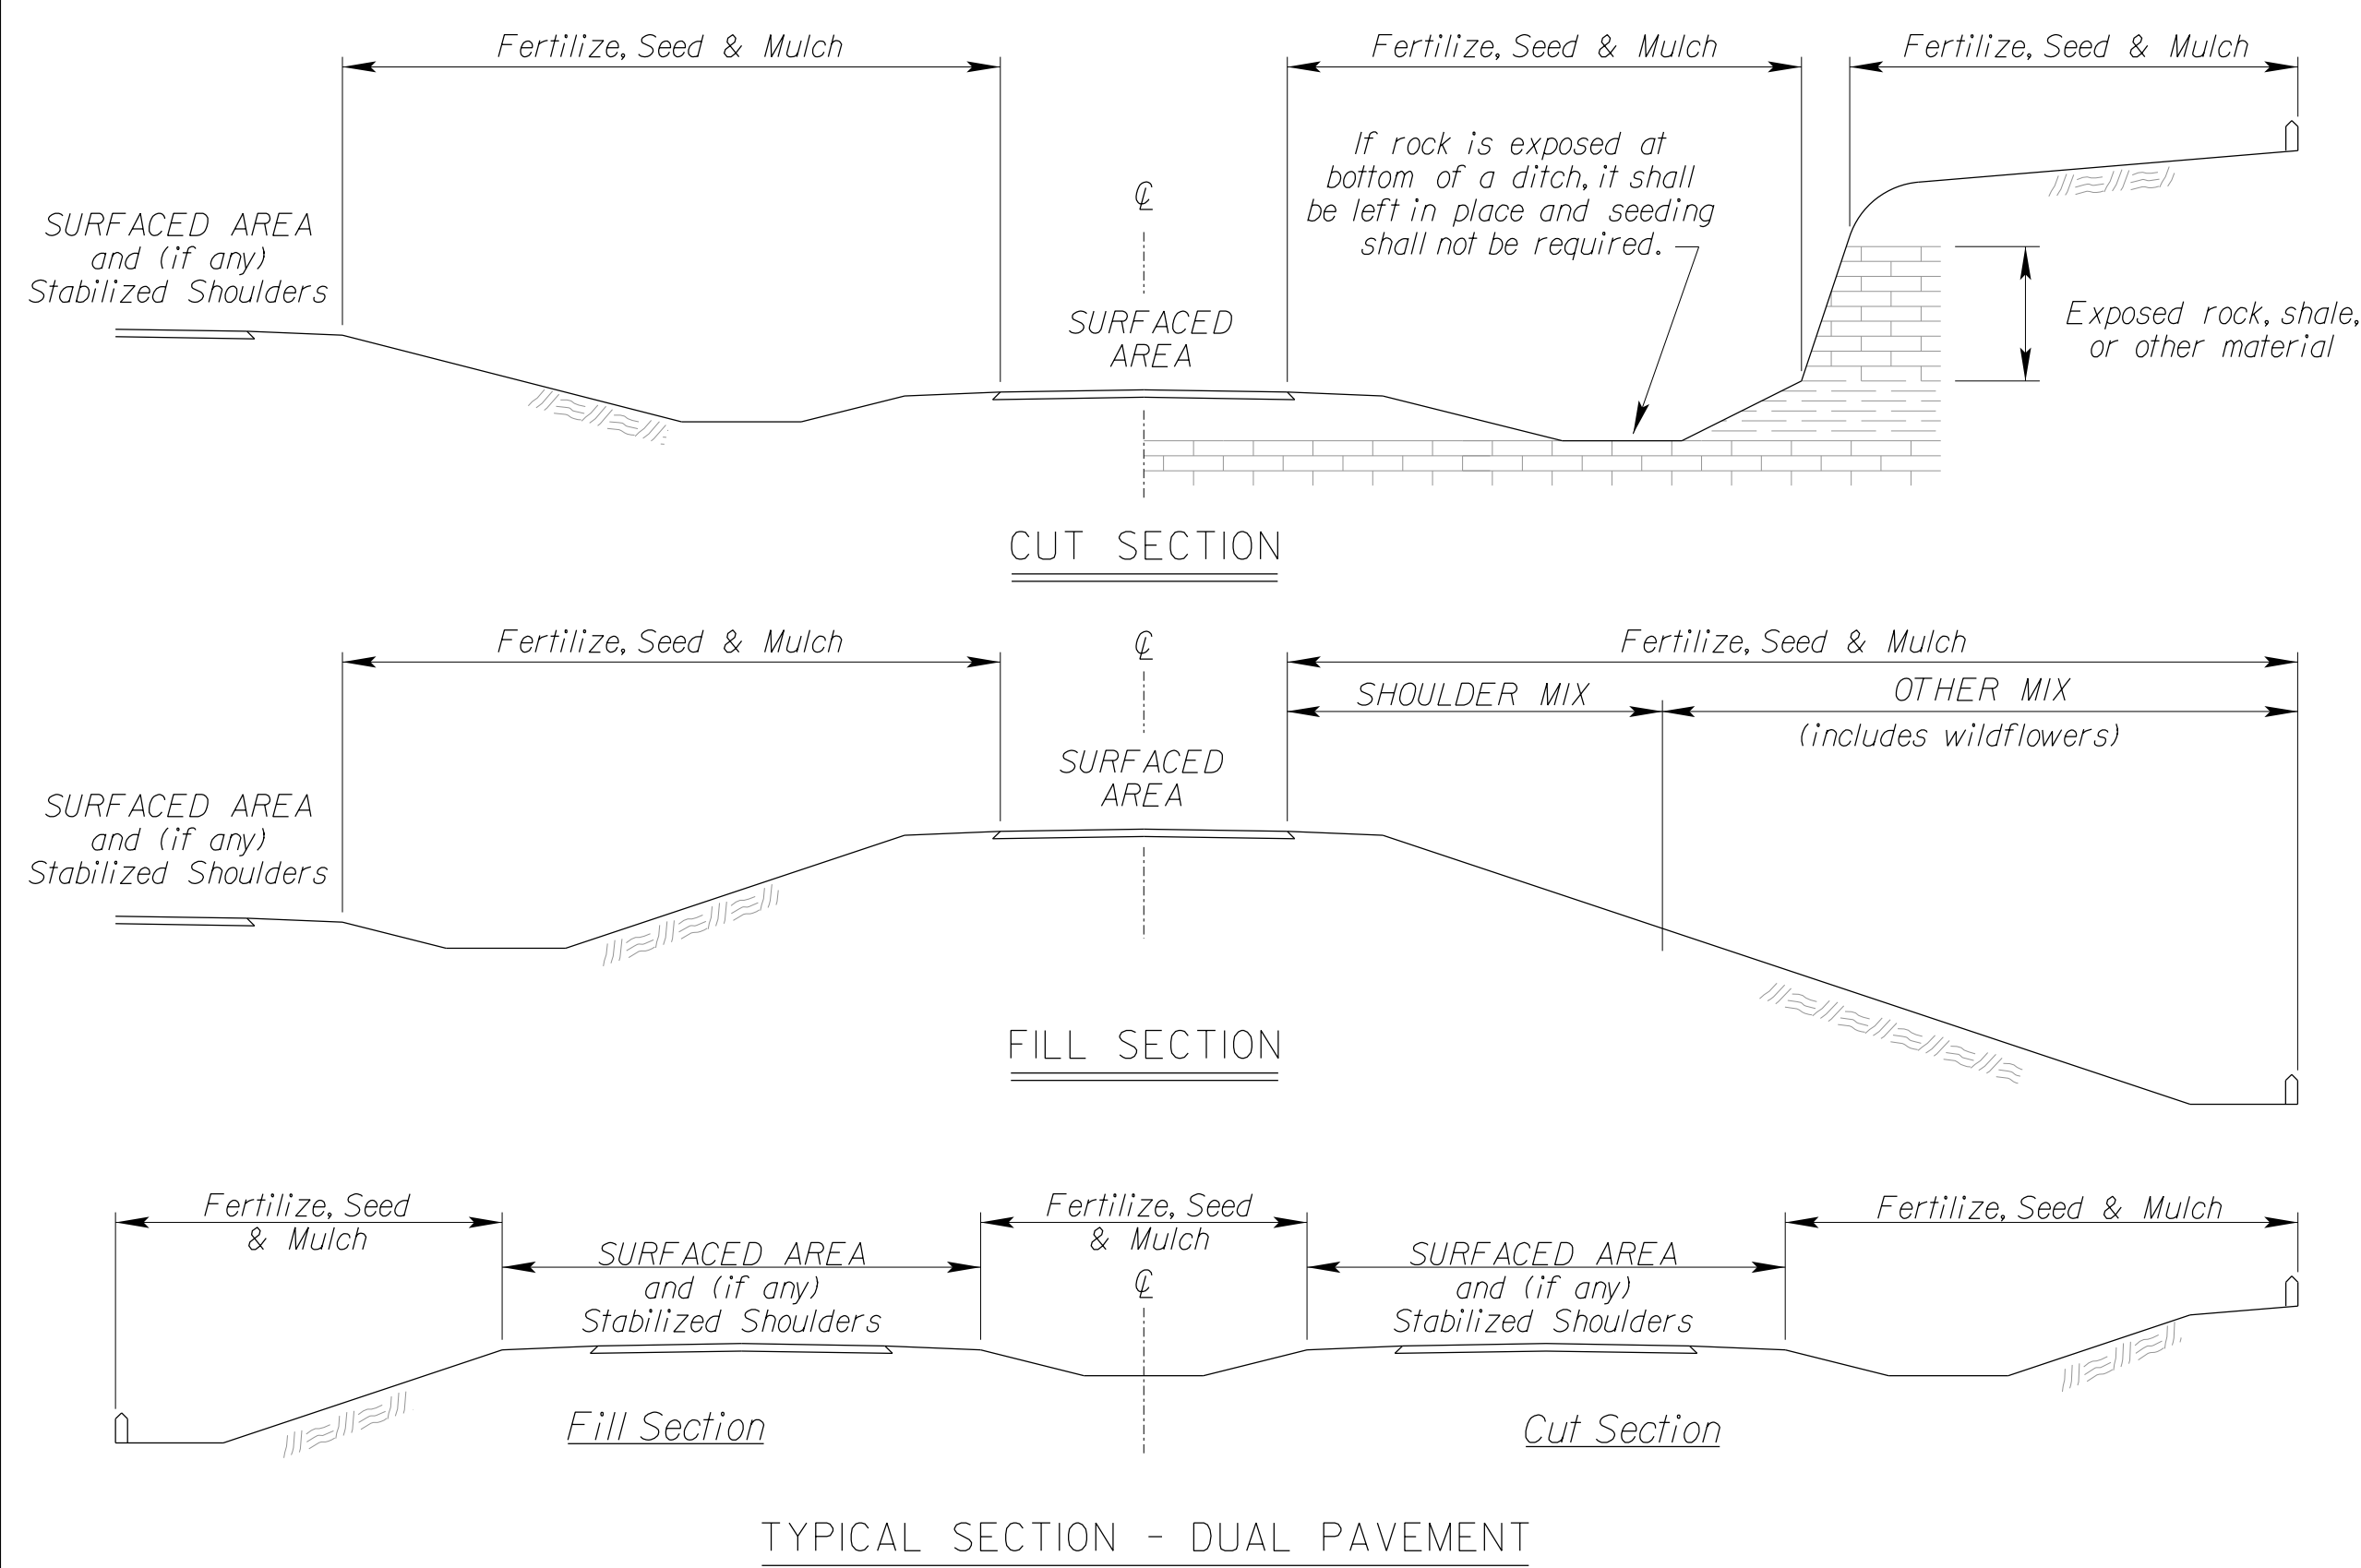 Fertilize, Seed & Mulch
Fertilize, Seed & Mulch
Fertilize, Seed & Mulch
If rock is exposed at
bottom of a ditch, it shall
be left in place and seeding
shall not be required.
℄
SURFACED AREA
and (if any)
Stabilized Shoulders
SURFACED
AREA
Exposed rock, shale,
or other material
CUT SECTION
Fertilize, Seed & Mulch
℄
Fertilize, Seed & Mulch
SHOULDER MIX
OTHER MIX
(includes wildflowers)
SURFACED
AREA
SURFACED AREA
and (if any)
Stabilized Shoulders
FILL SECTION
Fertilize, Seed
& Mulch
Fertilize, Seed
& Mulch
Fertilize, Seed & Mulch
SURFACED AREA
and (if any)
Stabilized Shoulders
℄
SURFACED AREA
and (if any)
Stabilized Shoulders
Fill Section
Cut Section
TYPICAL SECTION - DUAL PAVEMENT